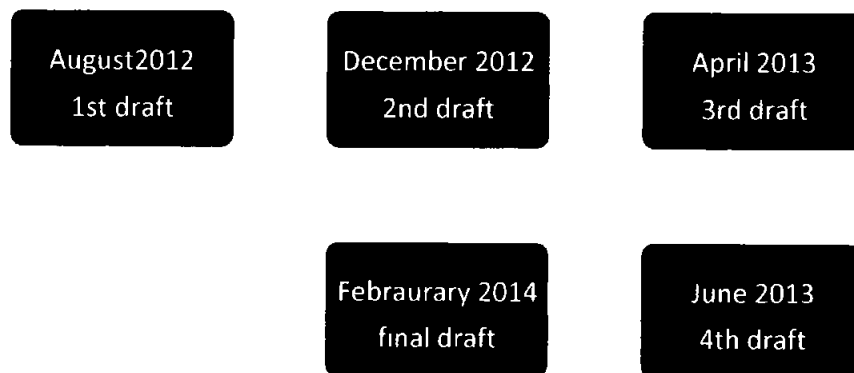 August2012
1st draft
December 2012
2nd draft
April 2013
3rd draft
Febraurary 2014
final draft
June 2013
4th draft